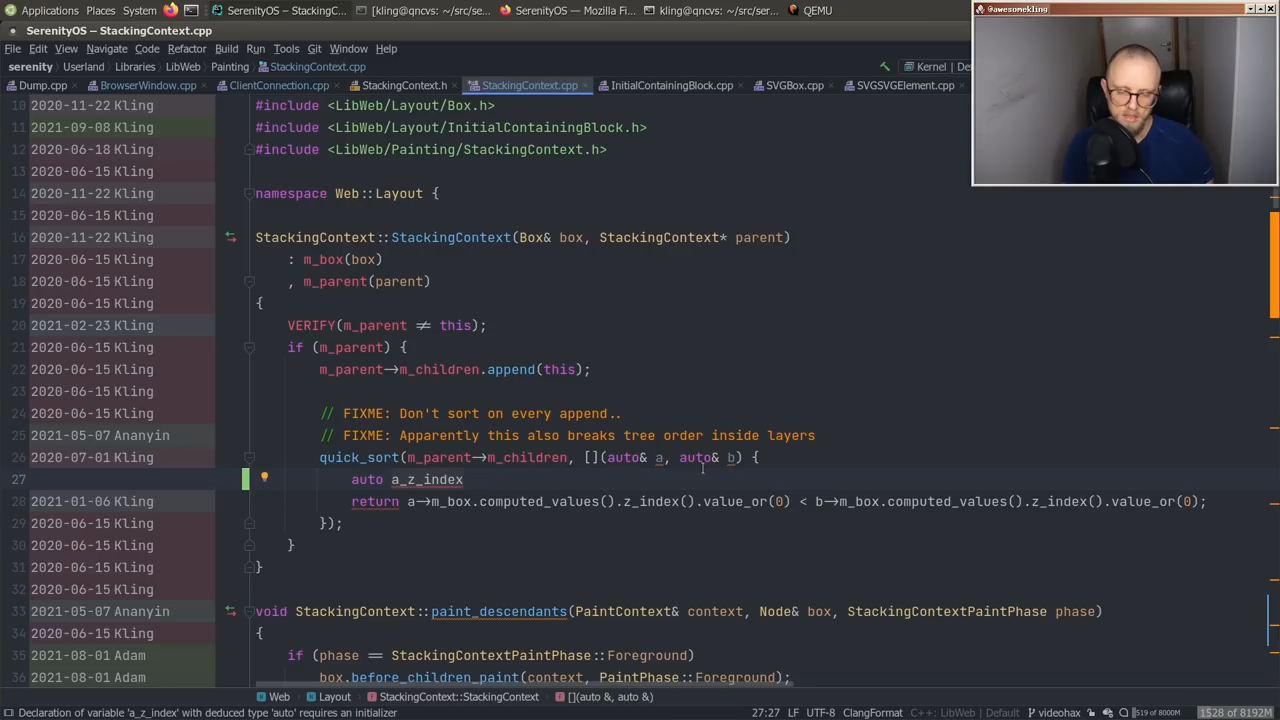 Applications Places System SerenityOS – StackingC... [kling@qncvs: ~/src/se... SerenityOS — Mozilla Fi... kling@qncvs: ~/src/ser... QEMU
@awesomekling
SerenityOS – StackingContext.cpp
File Edit View Navigate Code Refactor Build Run Tools Git Window Help
serenity Userland Libraries LibWeb Painting StackingContext.cpp Kernel | De
Dump.cpp BrowserWindow.cpp ClientConnection.cpp StackingContext.h StackingContext.cpp InitialContainingBlock.cpp SVGBox.cpp SVGSVGElement.cpp
10 2020-11-22 Kling #include <LibWeb/Layout/Box.h>
11 2021-09-08 Kling #include <LibWeb/Layout/InitialContainingBlock.h>
12 2020-06-18 Kling #include <LibWeb/Painting/StackingContext.h>
13 2020-06-15 Kling
14 2020-11-22 Kling namespace Web::Layout {
15 2020-06-15 Kling
16 2020-11-22 Kling StackingContext::StackingContext(Box& box, StackingContext* parent)
17 2020-06-15 Kling : m_box(box)
18 2020-06-15 Kling , m_parent(parent)
19 2020-06-15 Kling {
20 2021-02-23 Kling VERIFY(m_parent ≠ this);
21 2020-06-15 Kling if (m_parent) {
22 2020-06-15 Kling m_parent→m_children.append(this);
23 2020-06-15 Kling
24 2020-06-15 Kling // FIXME: Don't sort on every append..
25 2021-05-07 Ananyin // FIXME: Apparently this also breaks tree order inside layers
26 2020-07-01 Kling quick_sort(m_parent→m_children, [](auto& a, auto& b) {
27 auto a_z_index
28 2021-01-06 Kling return a→m_box.computed_values().z_index().value_or(0) < b→m_box.computed_values().z_index().value_or(0);
29 2020-06-15 Kling });
30 2020-06-15 Kling }
31 2020-06-15 Kling }
32 2020-06-15 Kling
33 2021-05-07 Ananyin void StackingContext::paint_descendants(PaintContext& context, Node& box, StackingContextPaintPhase phase)
34 2020-06-15 Kling {
35 2021-08-01 Adam if (phase == StackingContextPaintPhase::Foreground)
36 2021-08-01 Adam box.before_children_paint(context, PaintPhase::Foreground);
Web Layout StackingContext::StackingContext [](auto &, auto &)
Declaration of variable 'a_z_index' with deduced type 'auto' requires an initializer 27:27 LF UTF-8 ClangFormat C++: LibWeb | Default videohax 519 of 8000M 1528 of 8192M